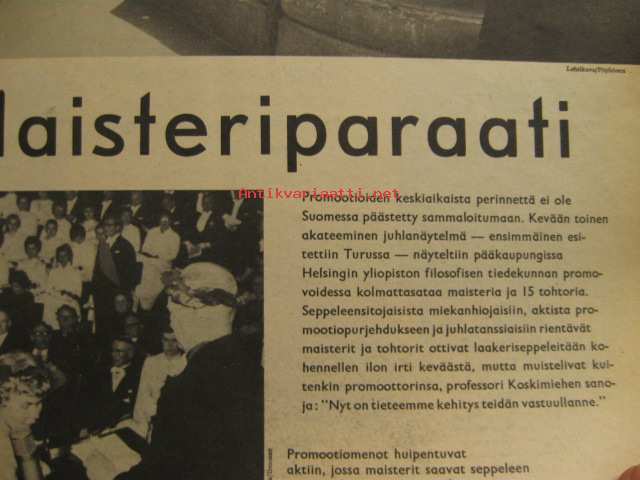 Lehtikuva/Pöyhönen
Maisteriparaati
Antikvariaatti.net
Promootioiden keskiaikaista perinnettä ei ole
Suomessa päästetty sammaloitumaan. Kevään toinen
akateeminen juhlanäytelmä — ensimmäinen esi-
tettiin Turussa — näyteltiin pääkaupungissa
Helsingin yliopiston filosofisen tiedekunnan promo-
voidessa kolmattasataa maisteria ja 15 tohtoria.
Seppeleensitojaisista miekanhiojaisiin, aktista pro-
mootiopurjehdukseen ja juhlatanssiaisiin rientävät
maisterit ja tohtorit ottivat laakeriseppeleitään ko-
hennellen ilon irti keväästä, mutta muistelivat kui-
tenkin promoottorinsa, professori Koskimiehen sano-
ja: "Nyt on tieteemme kehitys teidän vastuullanne."
Promootiomenot huipentuvat
aktiin, jossa maisterit saavat seppeleen